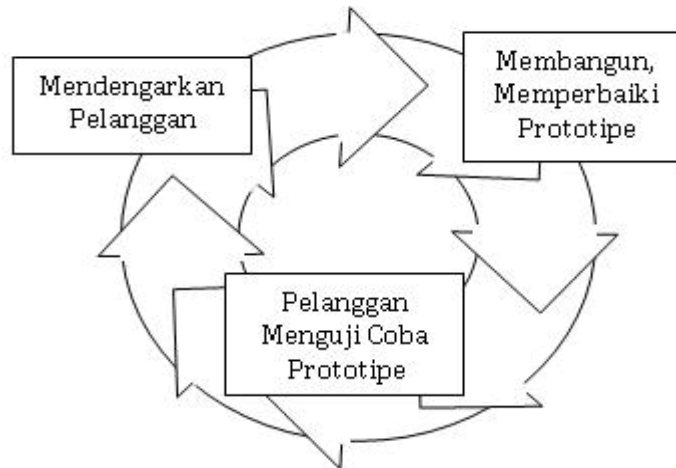 Mendengarkan
Pelanggan
Membangun,
Memperbaiki
Prototipe
Pelanggan
Menguji Coba
Prototipe